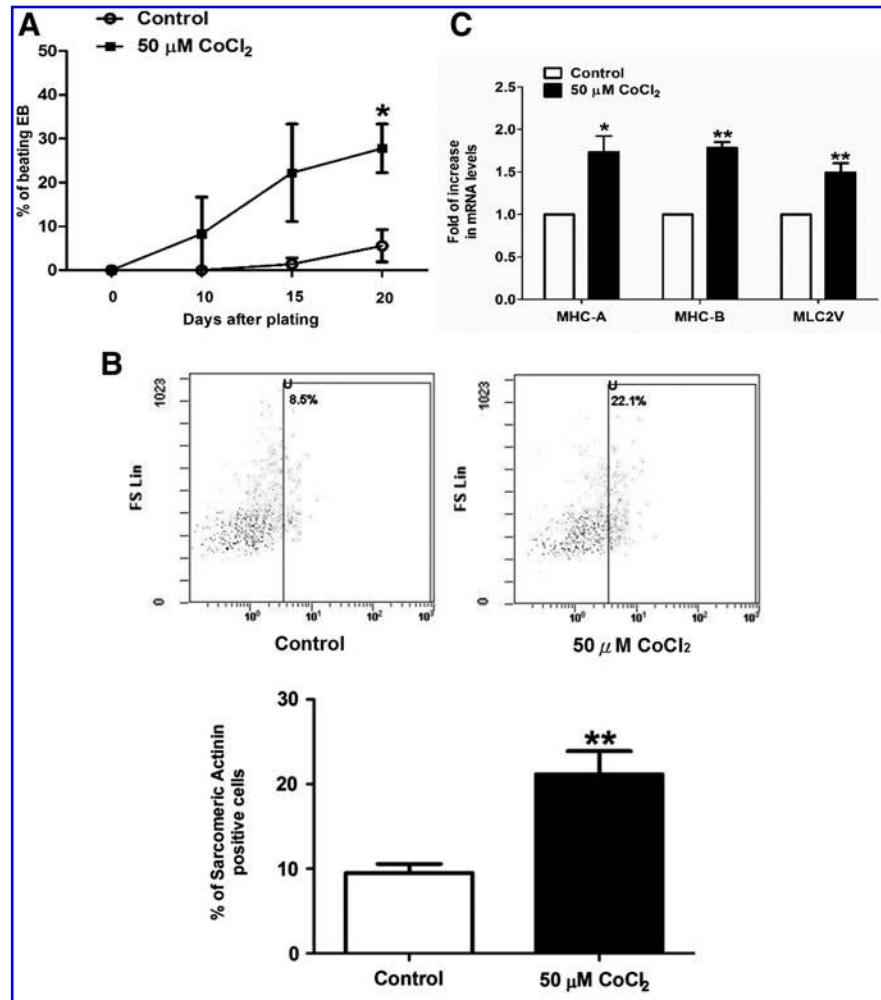 A
Control
50 μM CoCl2
50
40
30
20
10
0
% of beating EB
*
0 10 15 20
Days after plating
C
Control
50 μM CoCl2
2.5
2.0
1.5
1.0
0.5
0.0
Fold of increase
in mRNA levels
*
**
**
MHC-A MHC-B MLC2V
B
1023
FS Lin
0
U
8.5%
10^0 10^1 10^2 10^3
Control
1023
FS Lin
0
U
22.1%
10^0 10^1 10^2 10^3
50 μM CoCl2
30
20
10
0
% of Sarcomeric Actinin
positive cells
**
Control 50 μM CoCl2